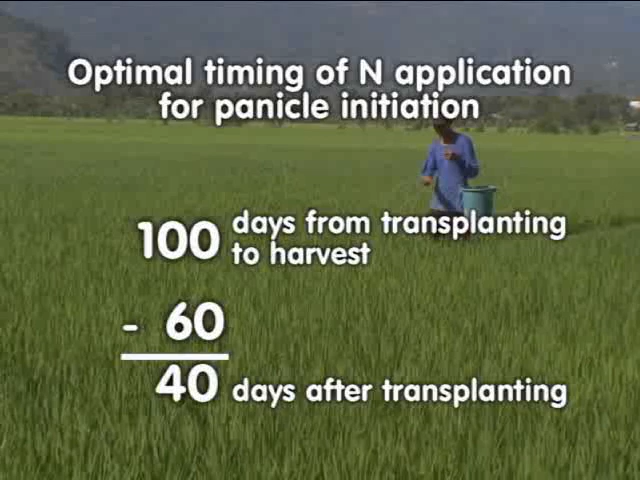 Optimal timing of N application
for panicle initiation
100 days from transplanting
to harvest
- 60
40 days after transplanting